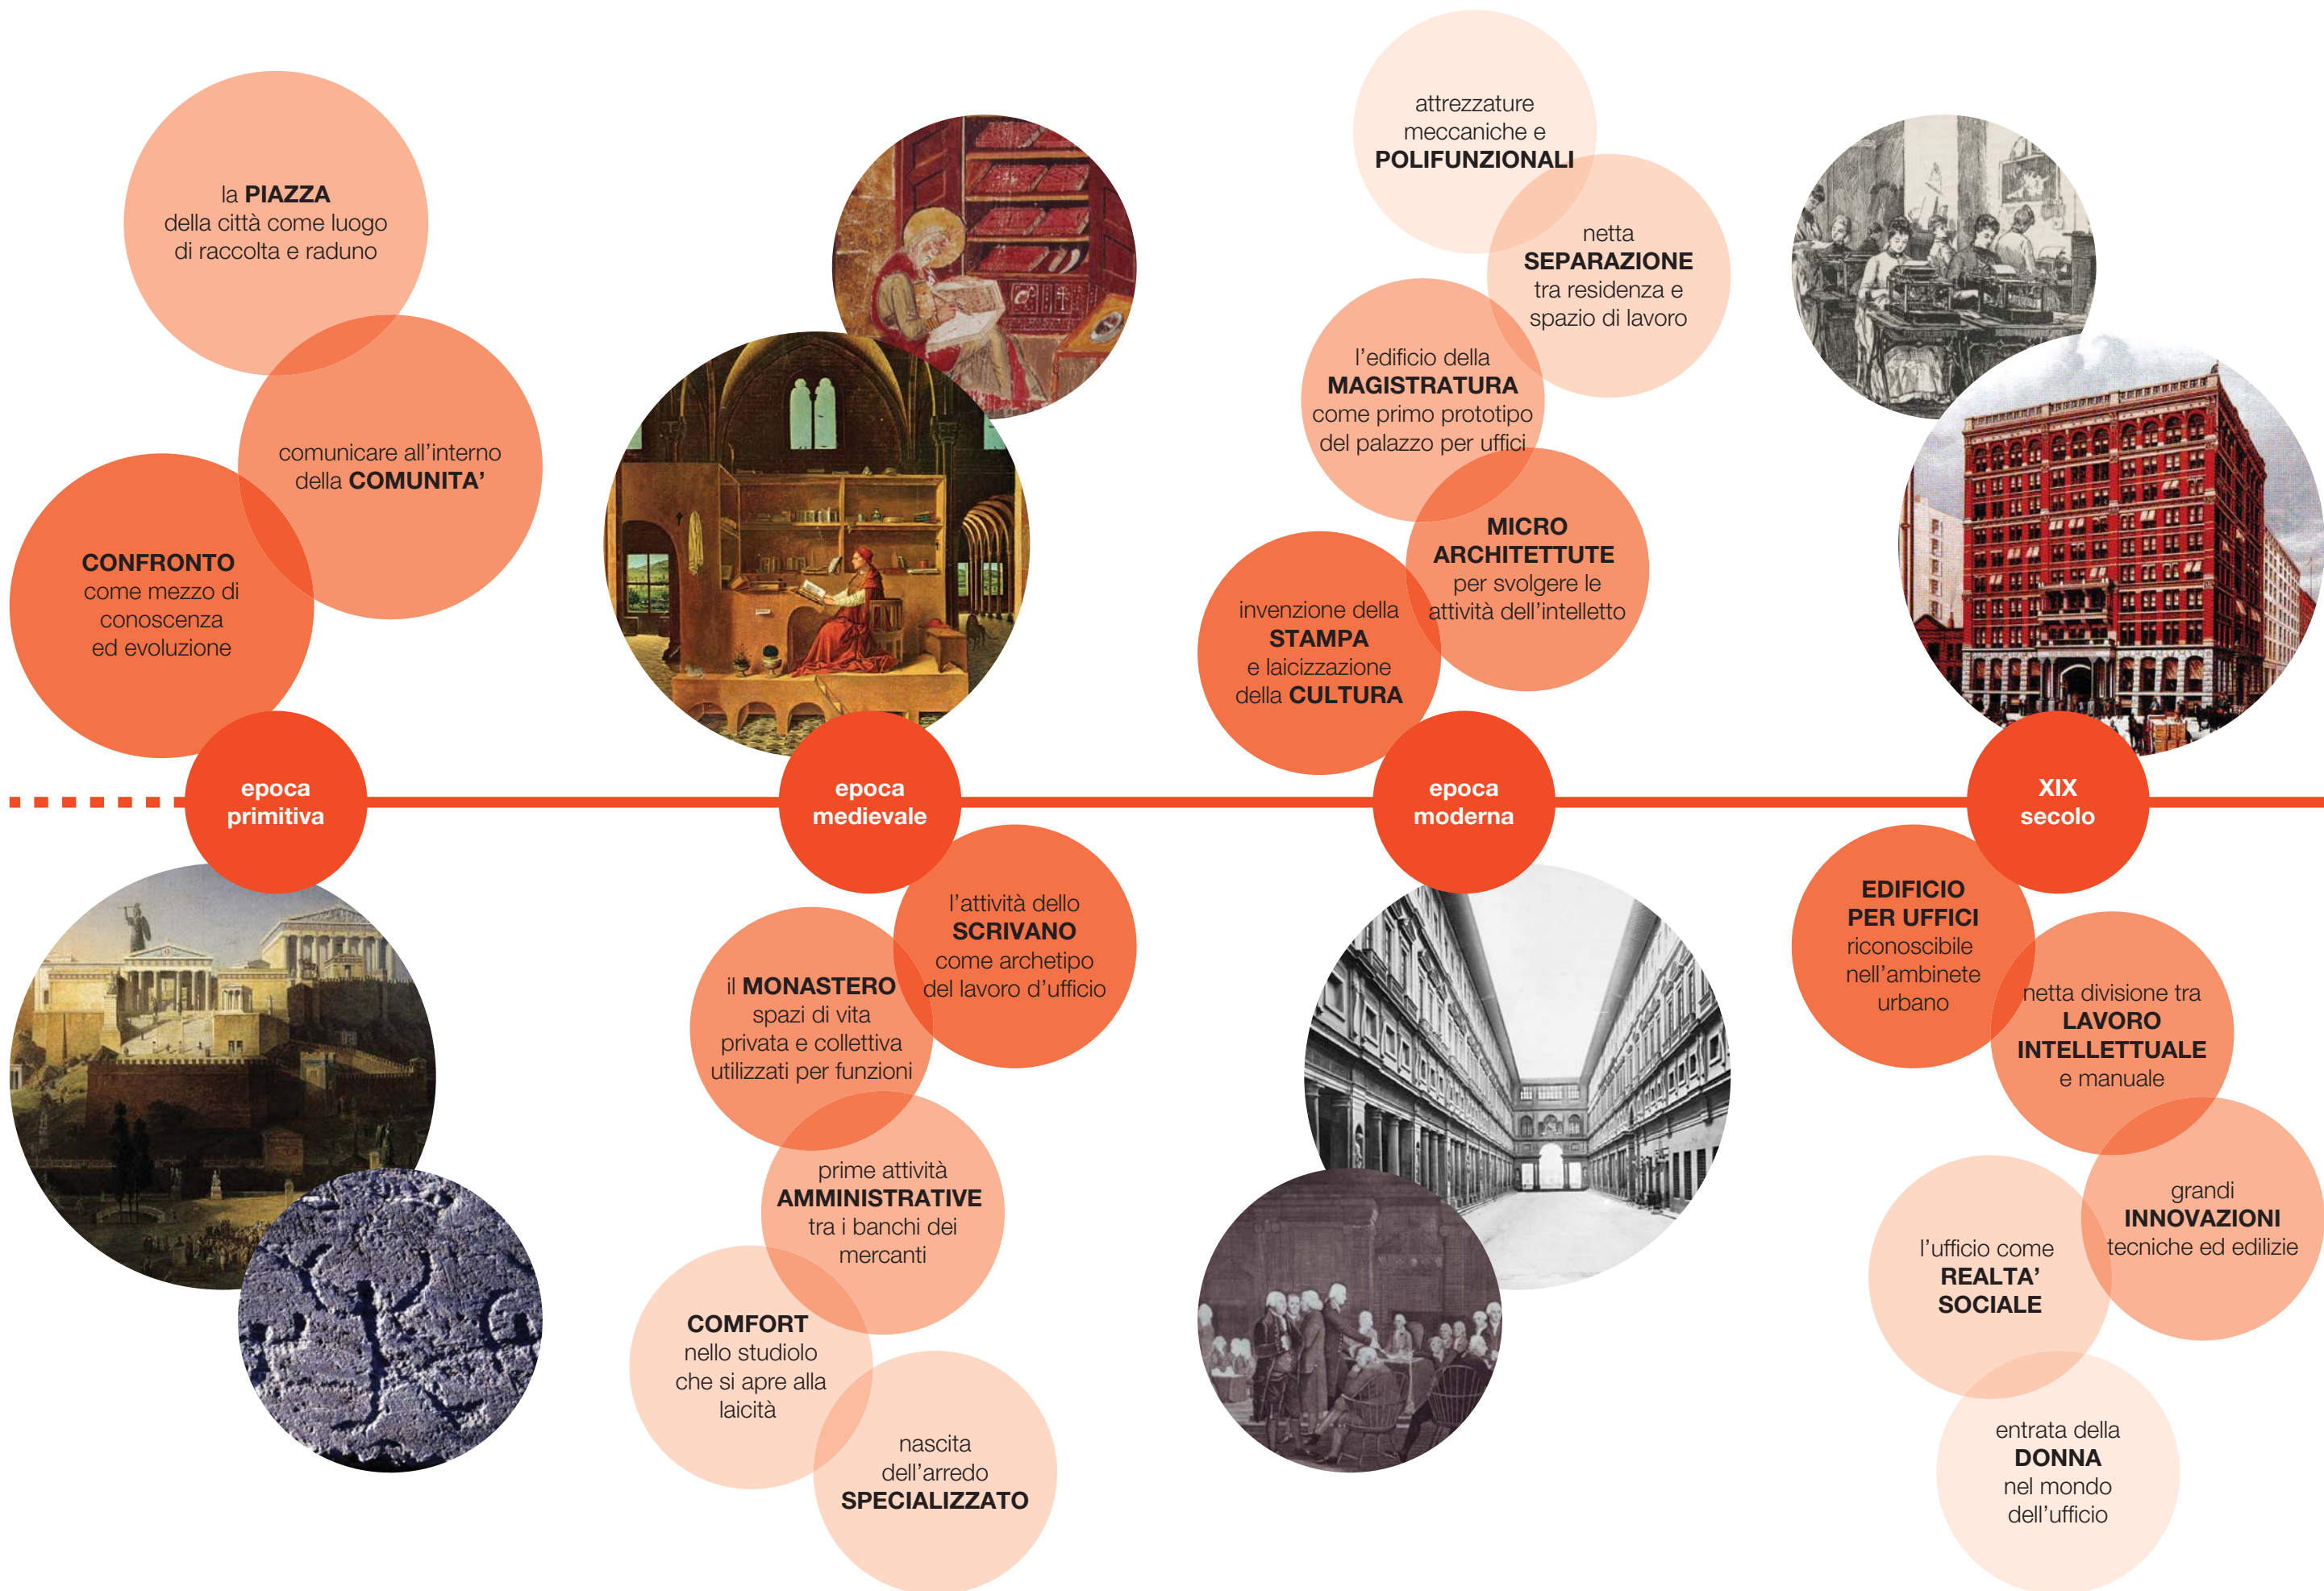 la PIAZZA
della città come luogo
di raccolta e raduno
comunicare all'interno
della COMUNITA'
CONFRONTO
come mezzo di
conoscenza
ed evoluzione
epoca
primitiva
epoca
medievale
l'attività dello
SCRIVANO
come archetipo
del lavoro d'ufficio
il MONASTERO
spazi di vita
privata e collettiva
utilizzati per funzioni
prime attività
AMMINISTRATIVE
tra i banchi dei
mercanti
COMFORT
nello studiolo
che si apre alla
laicità
nascita
dell'arredo
SPECIALIZZATO
attrezzature
meccaniche e
POLIFUNZIONALI
netta
SEPARAZIONE
tra residenza e
spazio di lavoro
l'edificio della
MAGISTRATURA
come primo prototipo
del palazzo per uffici
MICRO
ARCHITETTUTE
per svolgere le
attività dell'intelletto
invenzione della
STAMPA
e laicizzazione
della CULTURA
epoca
moderna
XIX
secolo
EDIFICIO
PER UFFICI
riconoscibile
nell'ambinete
urbano
netta divisione tra
LAVORO
INTELLETTUALE
e manuale
grandi
INNOVAZIONI
tecniche ed edilizie
l'ufficio come
REALTA'
SOCIALE
entrata della
DONNA
nel mondo
dell'ufficio